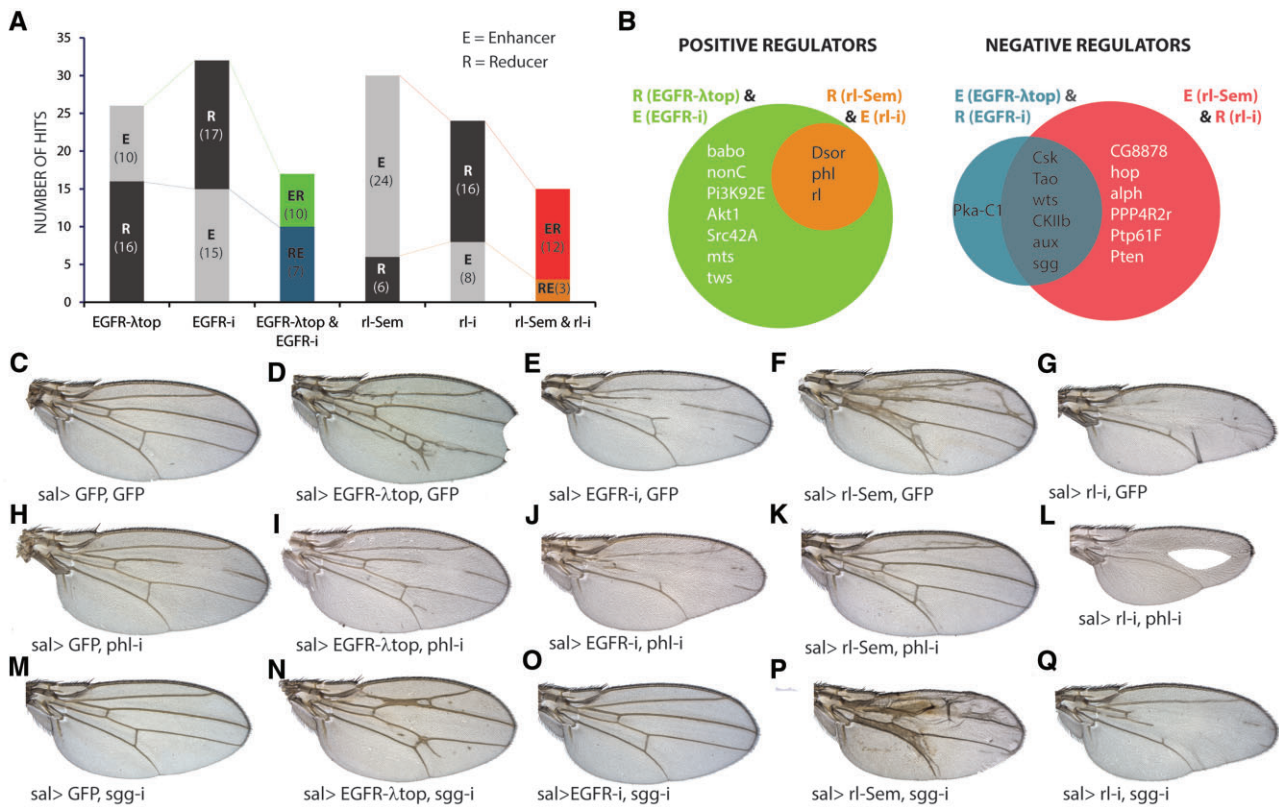 A
NUMBER OF HITS
35
30
25
20
15
10
5
0
E = Enhancer
R = Reducer
E
(10)
R
(16)
R
(17)
E
(15)
ER
(10)
RE
(7)
E
(24)
R
(6)
R
(16)
E
(8)
ER
(12)
RE(3)
EGFR-λtop
EGFR-i
EGFR-λtop &
EGFR-i
rl-Sem
rl-i
rl-Sem & rl-i
B
POSITIVE REGULATORS
R (EGFR-λtop) &
E (EGFR-i)
R (rl-Sem)
& E (rl-i)
babo
nonC
Pi3K92E
Akt1
Src42A
mts
tws
Dsor
phl
rl
NEGATIVE REGULATORS
E (EGFR-λtop) &
R (EGFR-i)
E (rl-Sem)
& R (rl-i)
Pka-C1
Csk
Tao
wts
CKIIb
aux
sgg
CG8878
hop
alph
PPP4R2r
Ptp61F
Pten
C
sal> GFP, GFP
D
sal> EGFR-λtop, GFP
E
sal> EGFR-i, GFP
F
sal> rl-Sem, GFP
G
sal> rl-i, GFP
H
sal> GFP, phl-i
I
sal> EGFR-λtop, phl-i
J
sal> EGFR-i, phl-i
K
sal> rl-Sem, phl-i
L
sal> rl-i, phl-i
M
sal> GFP, sgg-i
N
sal> EGFR-λtop, sgg-i
O
sal>EGFR-i, sgg-i
P
sal> rl-Sem, sgg-i
Q
sal> rl-i, sgg-i